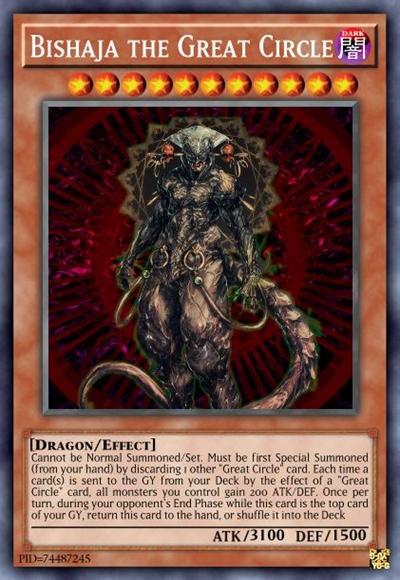 BISHAJA THE GREAT CIRCLE
DARK
闇
[DRAGON/EFFECT]
Cannot be Normal Summoned/Set. Must be first Special Summoned
(from your hand) by discarding 1 other "Great Circle" card. Each time a
card(s) is sent to the GY from your Deck by the effect of a "Great
Circle" card, all monsters you control gain 200 ATK/DEF. Once per
turn, during your opponent's End Phase while this card is the top card
of your GY, return this card to the hand, or shuffle it into the Deck
ATK/3100 DEF/1500
PID=74487245